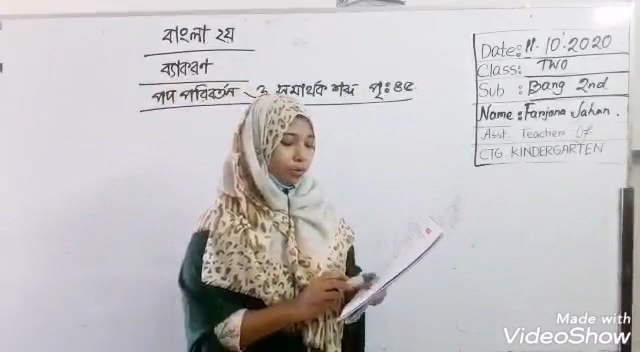 বাংলা ২য়
ব্যাকরণ
পদ পরিবর্তন ও সমার্থক শব্দ পৃঃ ৪৫
Date: 11.10.2020
Class: TWO
Sub : Bang 2nd
Name : Farjana Jahan.
Asst. Teacher Of
CTG. KINDERGARTEN
Made with
VideoShow